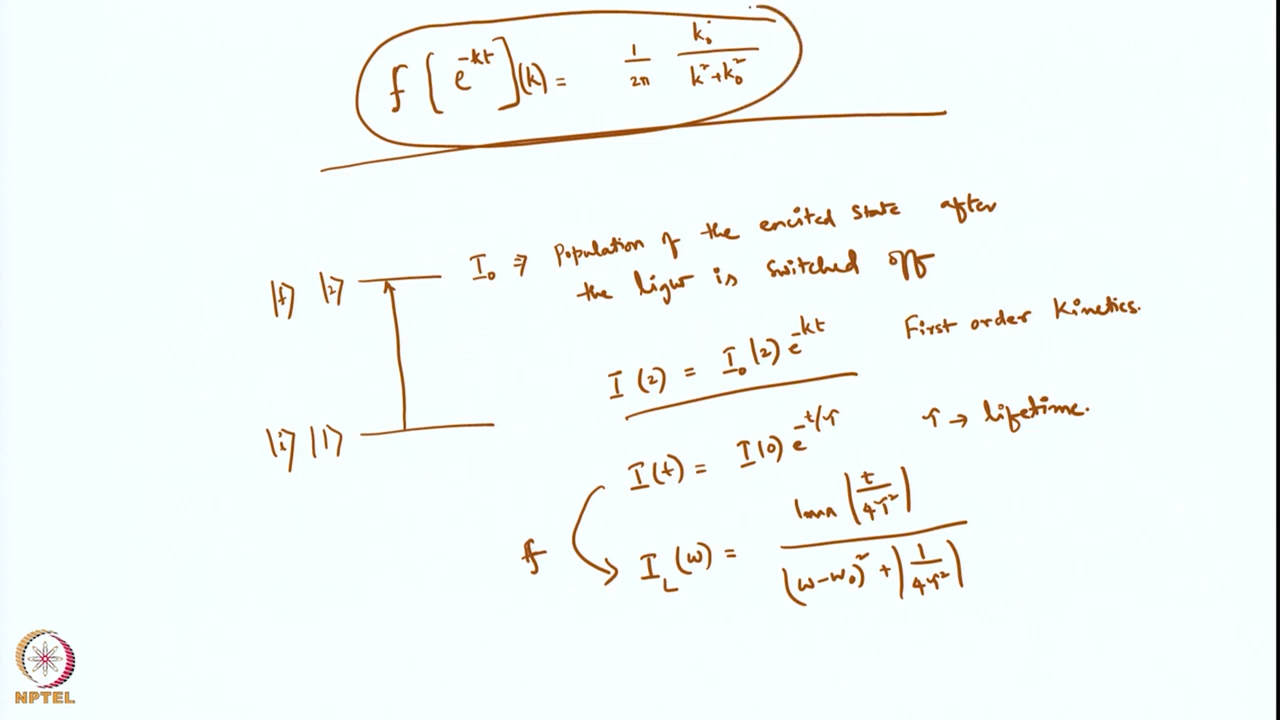 f [e^{-kt}](k) = 1/2π k₀/(k²+k₀²)
|f⟩ |2⟩ I₀ ⇒ Population of the excited state after
the light is switched off
I(2) = I₀(2) e^{-kt} First order Kinetics.
|i⟩ |1⟩
I(t) = I(0) e^{-t/τ} τ → lifetime.
f I_L(ω) = Imax (t/4τ²) / (ω-ω₀)² + (1/4τ²)
NPTEL